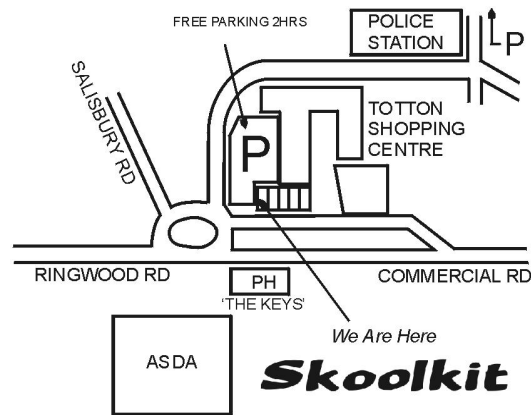 FREE PARKING 2HRS
POLICE
STATION
P
SALISBURY RD
TOTTON
SHOPPING
CENTRE
P
RINGWOOD RD
COMMERCIAL RD
PH
'THE KEYS'
We Are Here
ASDA
Skoolkit